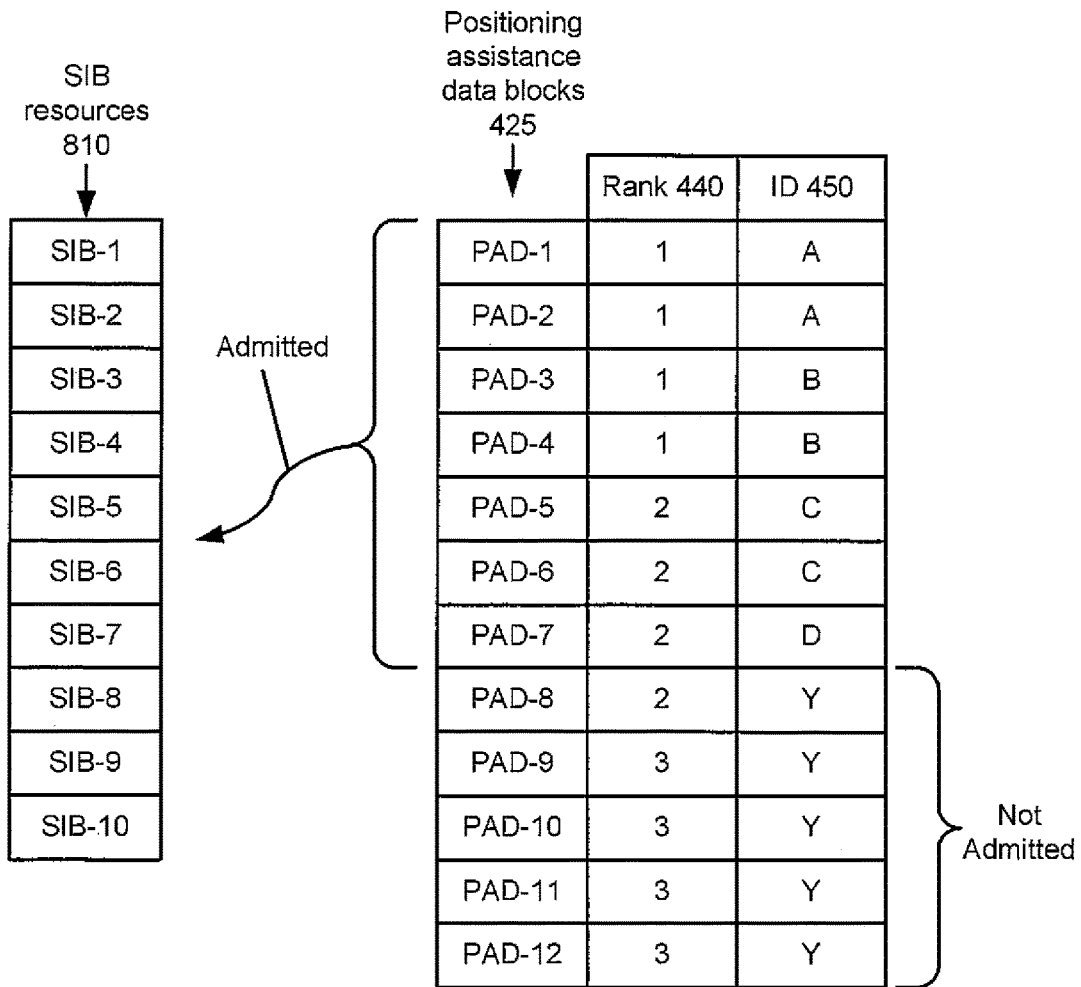 Positioning
assistance
data blocks
425
SIB
resources
810
Rank 440 ID 450
SIB-1 PAD-1 1 A
SIB-2 PAD-2 1 A
Admitted
SIB-3 PAD-3 1 B
SIB-4 PAD-4 1 B
SIB-5 PAD-5 2 C
SIB-6 PAD-6 2 C
SIB-7 PAD-7 2 D
SIB-8 PAD-8 2 Y
SIB-9 PAD-9 3 Y
SIB-10 PAD-10 3 Y
Not
Admitted
PAD-11 3 Y
PAD-12 3 Y